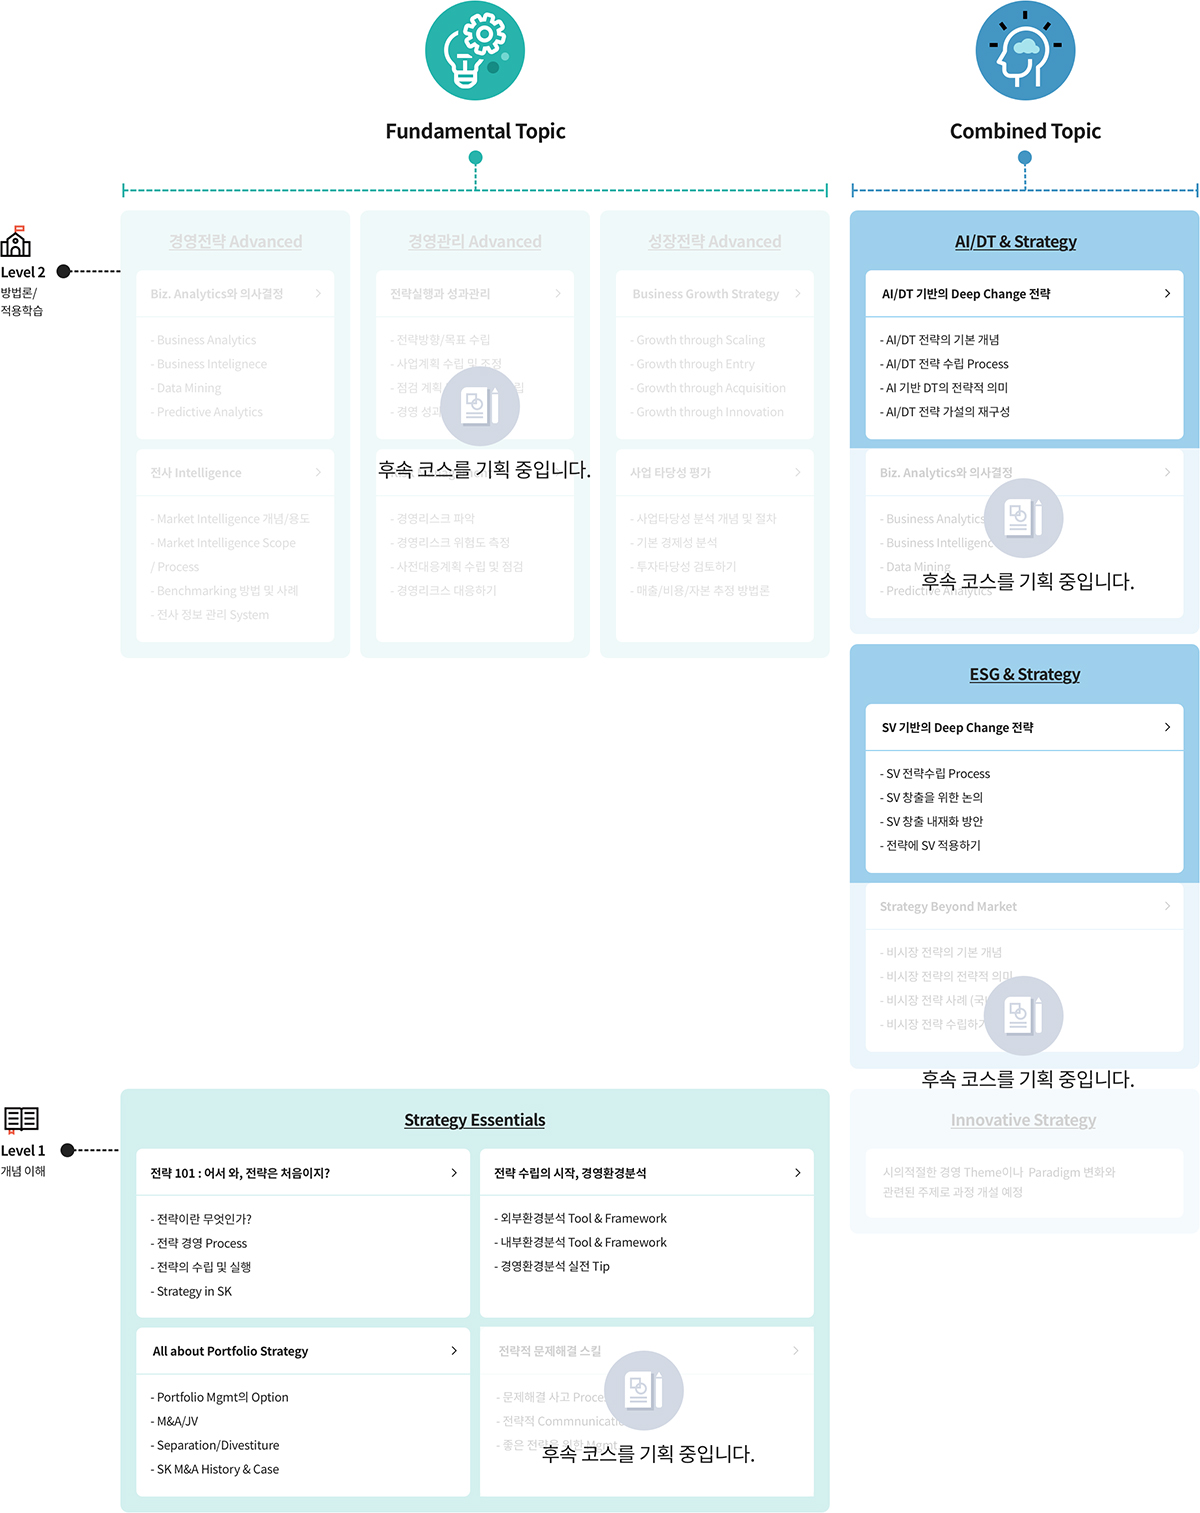 Fundamental Topic
Combined Topic
Level 2
방법론/
적용학습
경영전략 Advanced
Biz. Analytics와 의사결정
- Business Analytics
- Business Intelignece
- Data Mining
- Predictive Analytics
전사 Intelligence
- Market Intelligence 개념/용도
- Market Intelligence Scope
/ Process
- Benchmarking 방법 및 사례
- 전사 정보 관리 System
경영관리 Advanced
전략실행과 성과관리
- 전략방향/목표 수립
- 사업계획 수립 및 조정
- 점검 계획
- 경영 성과
후속 코스를 기획 중입니다.
- 경영리스크 파악
- 경영리스크 위험도 측정
- 사전대응계획 수립 및 점검
- 경영리크스 대응하기
성장전략 Advanced
Business Growth Strategy
- Growth through Scaling
- Growth through Entry
- Growth through Acquisition
- Growth through Innovation
사업 타당성 평가
- 사업타당성 분석 개념 및 절차
- 기본 경제성 분석
- 투자타당성 검토하기
- 매출/비용/자본 추정 방법론
AI/DT & Strategy
AI/DT 기반의 Deep Change 전략
- AI/DT 전략의 기본 개념
- AI/DT 전략 수립 Process
- AI 기반 DT의 전략적 의미
- AI/DT 전략 가설의 재구성
Biz. Analytics와 의사결정
- Business Analytics
- Business Intelligenc
- Data Mining
- Predictive Analytics
후속 코스를 기획 중입니다.
ESG & Strategy
SV 기반의 Deep Change 전략
- SV 전략수립 Process
- SV 창출을 위한 논의
- SV 창출 내재화 방안
- 전략에 SV 적용하기
Strategy Beyond Market
- 비시장 전략의 기본 개념
- 비시장 전략의 전략적 의미
- 비시장 전략 사례
- 비시장 전략 수립하기
후속 코스를 기획 중입니다.
Innovative Strategy
시의적절한 경영 Theme이나 Paradigm 변화와
관련된 주제로 과정 개설 예정
Level 1
개념 이해
Strategy Essentials
전략 101 : 어서 와, 전략은 처음이지?
- 전략이란 무엇인가?
- 전략 경영 Process
- 전략의 수립 및 실행
- Strategy in SK
전략 수립의 시작, 경영환경분석
- 외부환경분석 Tool & Framework
- 내부환경분석 Tool & Framework
- 경영환경분석 실전 Tip
All about Portfolio Strategy
- Portfolio Mgmt의 Option
- M&A/JV
- Separation/Divestiture
- SK M&A History & Case
전략적 문제해결 스킬
- 문제해결 사고 Proce
- 전략적 Commnunicati
- 좋은 전략을 위한 Mgmt
후속 코스를 기획 중입니다.